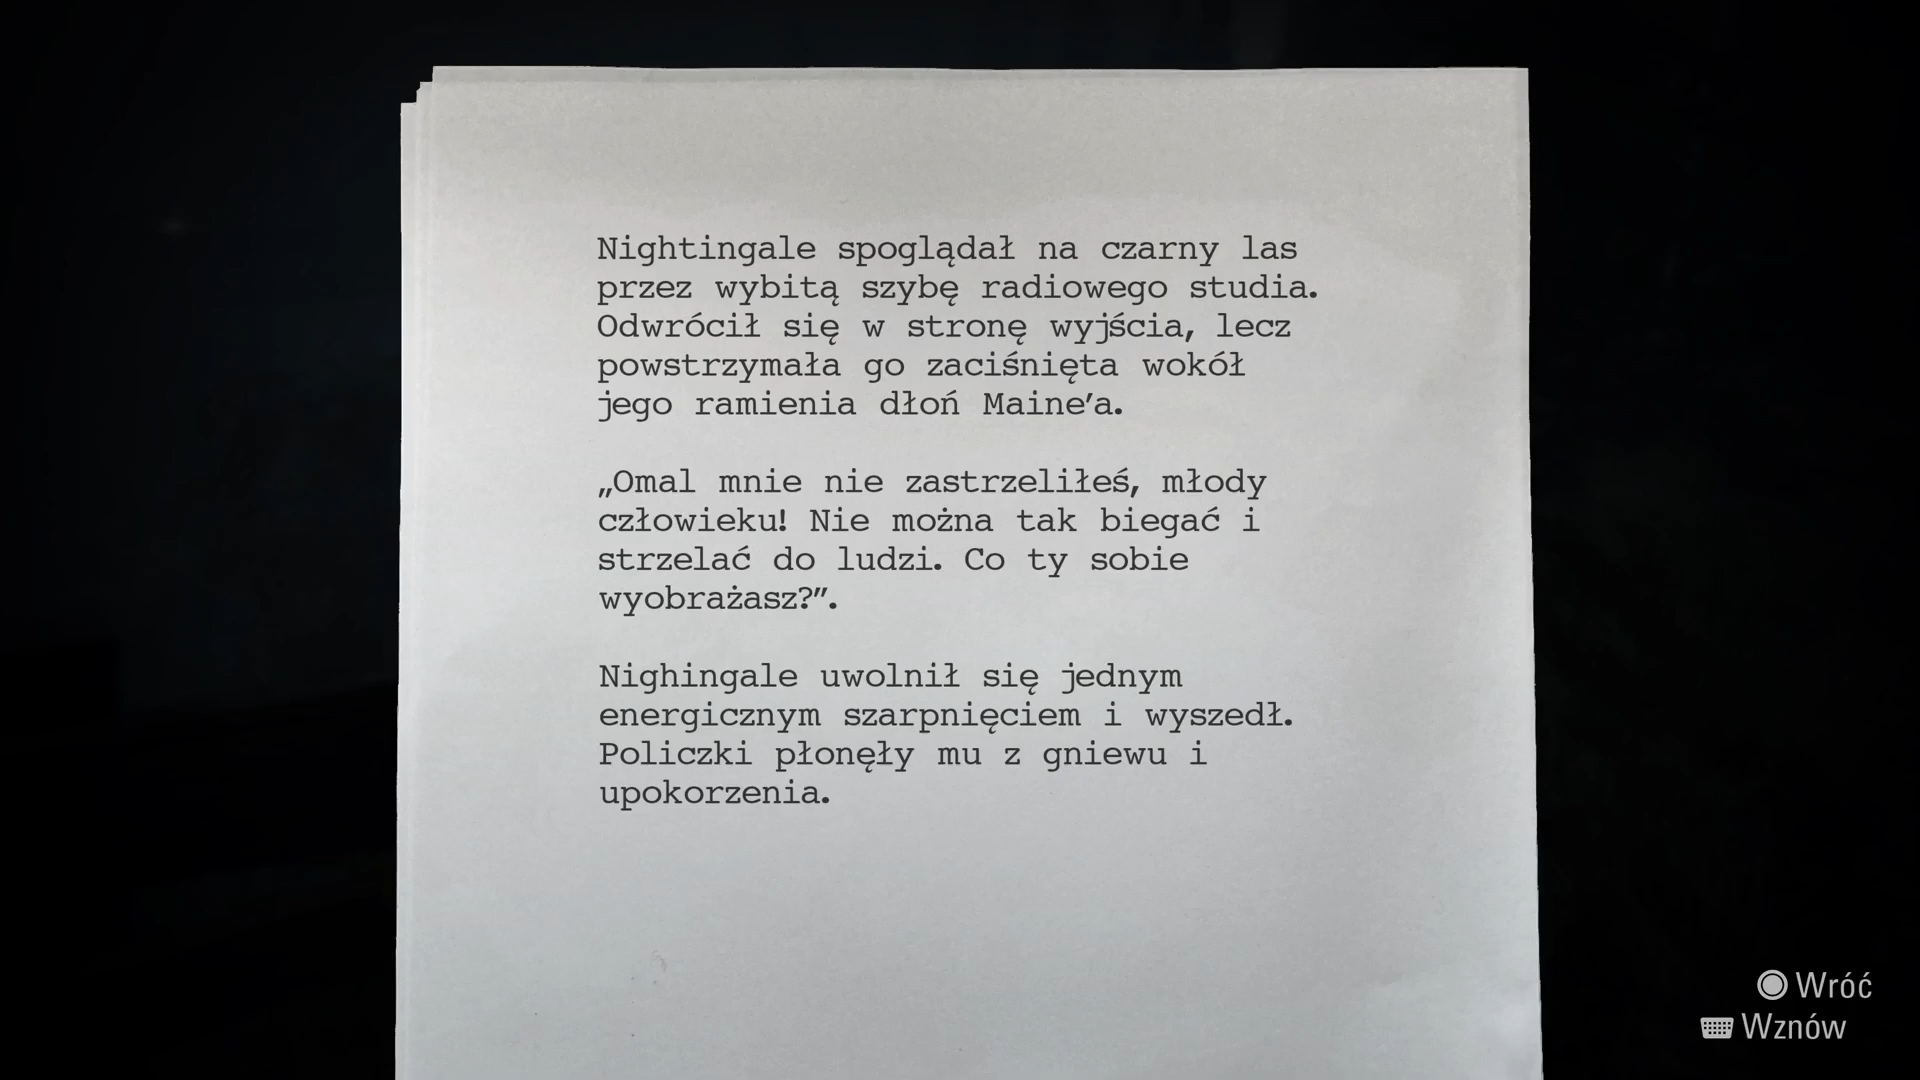 Nightingale spoglądał na czarny las
przez wybitą szybę radiowego studia.
Odwrócił się w stronę wyjścia, lecz
powstrzymała go zaciśnięta wokół
jego ramienia dłoń Maine’a.
„Omal mnie nie zastrzeliłeś, młody
człowieku! Nie można tak biegać i
strzelać do ludzi. Co ty sobie
wyobrażasz?”.
Nighingale uwolnił się jednym
energicznym szarpnięciem i wyszedł.
Policzki płonęły mu z gniewu i
upokorzenia.
Wróć
Wznów